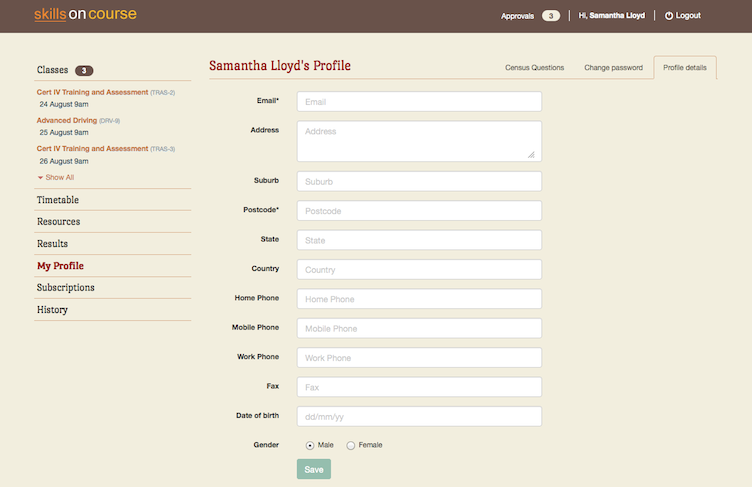 skills on course
Approvals 3 Hi, Samantha Lloyd Logout
Classes 3
Cert IV Training and Assessment (TRAS-2)
24 August 9am
Advanced Driving (DRV-9)
25 August 9am
Cert IV Training and Assessment (TRAS-3)
26 August 9am
Show All
Timetable
Resources
Results
My Profile
Subscriptions
History
Samantha Lloyd's Profile
Census Questions Change password Profile details
Email* Email
Address Address
Suburb Suburb
Postcode* Postcode
State State
Country Country
Home Phone Home Phone
Mobile Phone Mobile Phone
Work Phone Work Phone
Fax Fax
Date of birth dd/mm/yy
Gender Male Female
Save